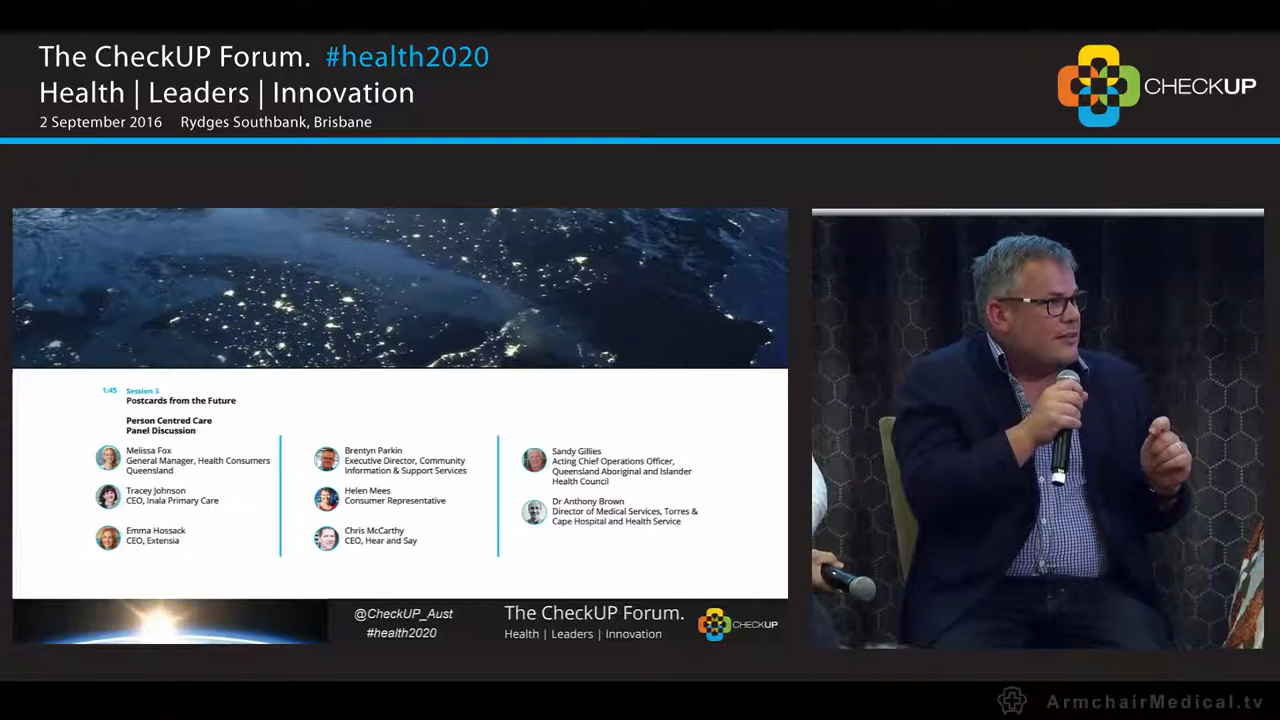 The CheckUP Forum. #health2020
Health | Leaders | Innovation
2 September 2016 Rydges Southbank, Brisbane
CHECKUP
1:45 Session 3
Postcards from the Future
Person Centred Care
Panel Discussion
Melissa Fox
General Manager, Health Consumers
Queensland
Tracey Johnson
CEO, Inala Primary Care
Emma Hossack
CEO, Extensia
Brentyn Parkin
Executive Director, Community
Information & Support Services
Helen Mees
Consumer Representative
Chris McCarthy
CEO, Hear and Say
Sandy Gillies
Acting Chief Operations Officer,
Queensland Aboriginal and Islander
Health Council
Dr Anthony Brown
Director of Medical Services, Torres &
Cape Hospital and Health Service
@CheckUP_Aust
#health2020
The CheckUP Forum.
Health | Leaders | Innovation
CHECKUP
ArmchairMedical.tv